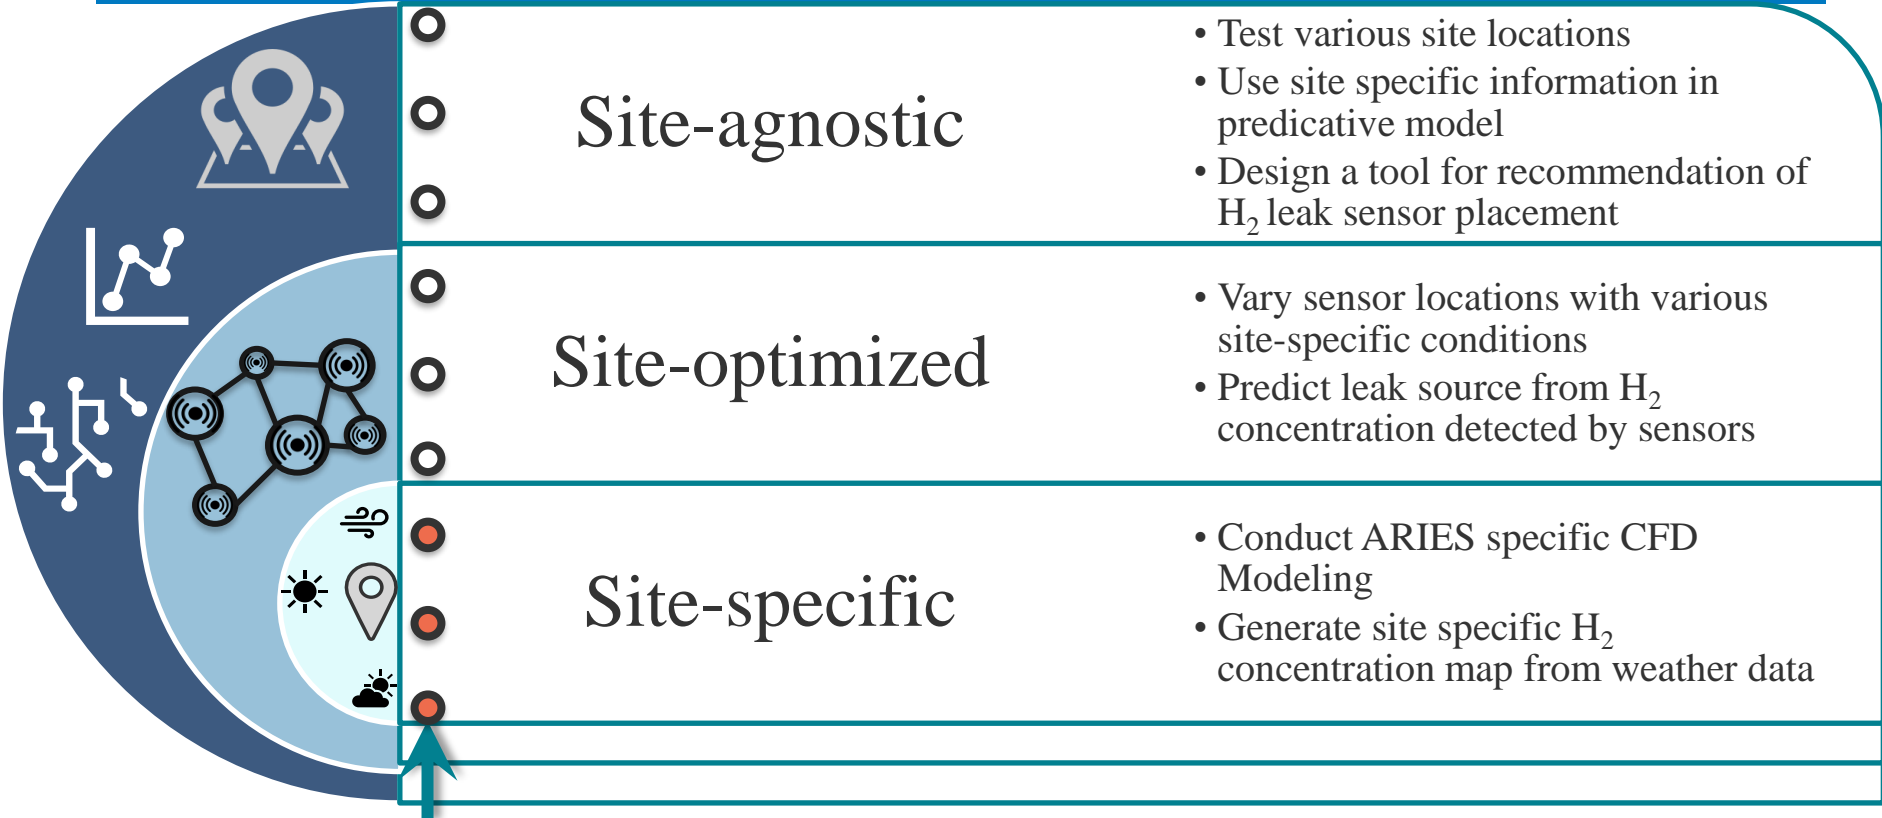 Site-agnostic
• Test various site locations
• Use site specific information in
predicative model
• Design a tool for recommendation of
H₂ leak sensor placement
Site-optimized
• Vary sensor locations with various
site-specific conditions
• Predict leak source from H₂
concentration detected by sensors
Site-specific
• Conduct ARIES specific CFD
Modeling
• Generate site specific H₂
concentration map from weather data